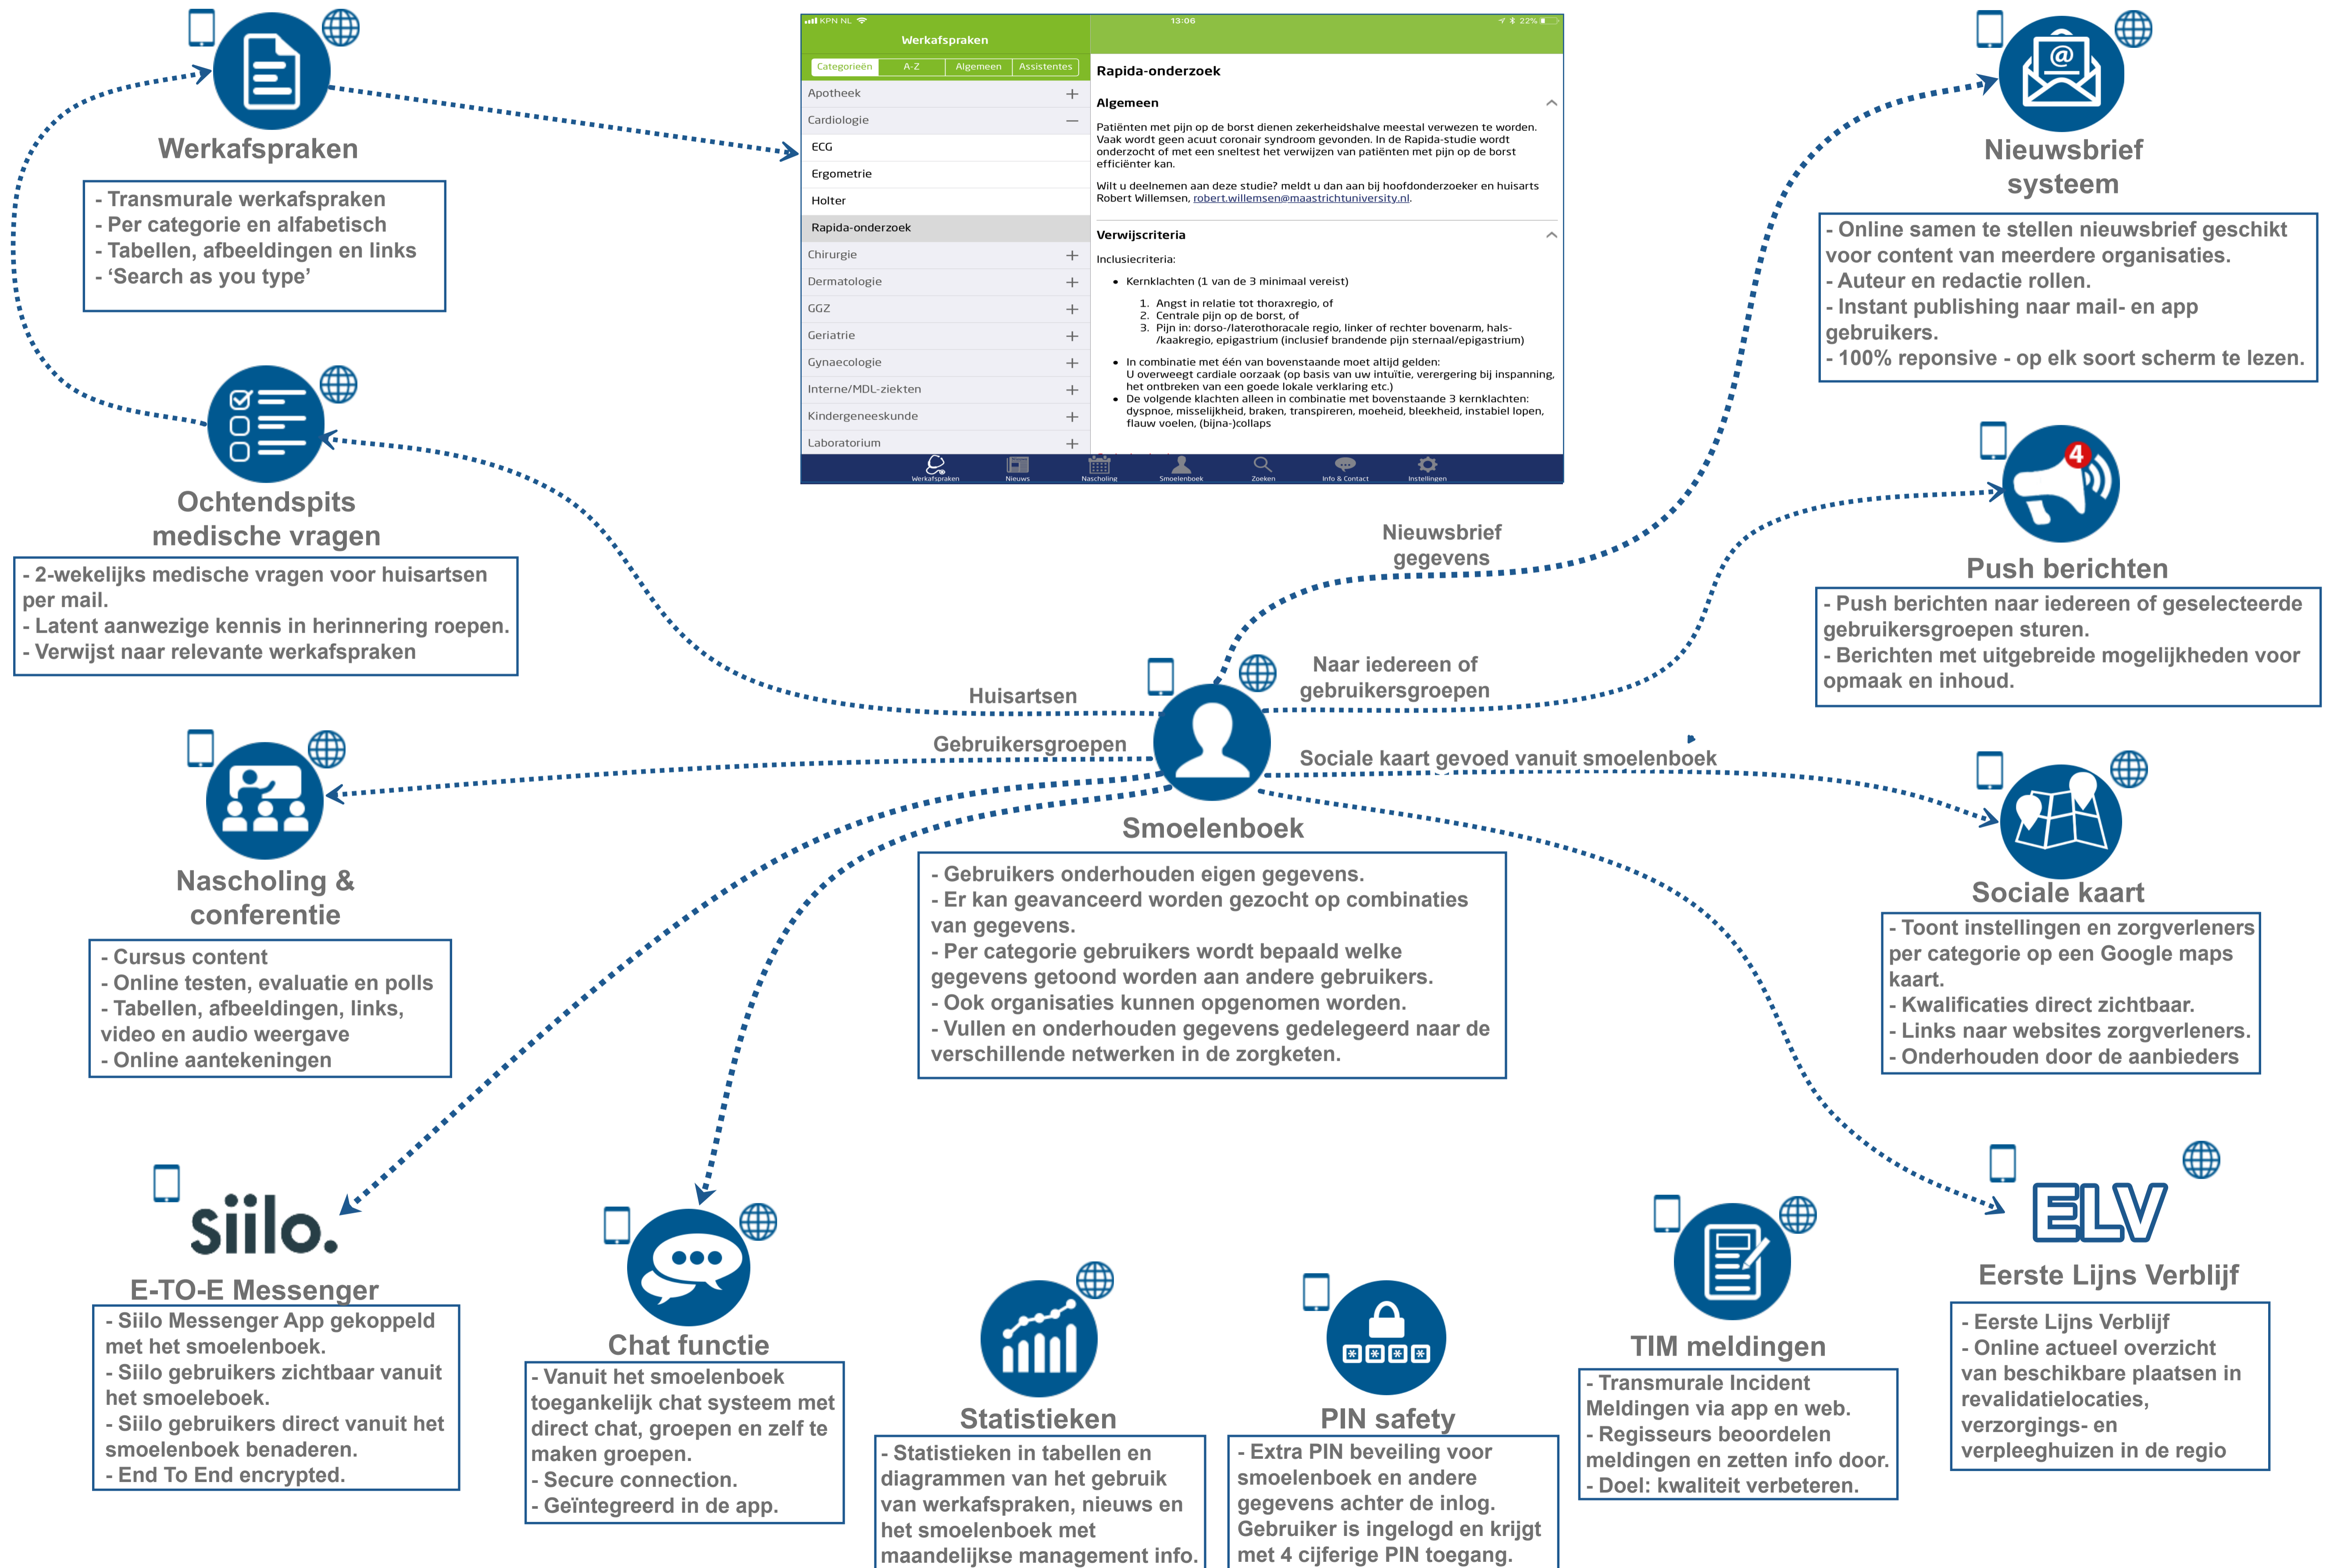 Werkafspraken
- Transmurale werkafspraken
- Per categorie en alfabetisch
- Tabellen, afbeeldingen en links
- ‘Search as you type’
Ochtendspits
medische vragen
- 2-wekelijks medische vragen voor huisartsen
per mail.
- Latent aanwezige kennis in herinnering roepen.
- Verwijst naar relevante werkafspraken
KPN NL
13:06
22%
Werkafspraken
Categorieën
A-Z
Algemeen
Assistentes
Apotheek
Cardiologie
ECG
Ergometrie
Holter
Rapida-onderzoek
Chirurgie
Dermatologie
GGZ
Geriatrie
Gynaecologie
Interne/MDL-ziekten
Kindergeneeskunde
Laboratorium
Rapida-onderzoek
Algemeen
Patiënten met pijn op de borst dienen zekerheidshalve meestal verwezen te worden.
Vaak wordt geen acuut coronair syndroom gevonden. In de Rapida-studie wordt
onderzocht of met een sneltest het verwijzen van patiënten met pijn op de borst
efficiënter kan.
Wilt u deelnemen aan deze studie? meldt u dan aan bij hoofdonderzoeker en huisarts
Robert Willemsen, robert.willemsen@maastrichtuniversity.nl.
Verwijscriteria
Inclusiecriteria:
• Kernklachten (1 van de 3 minimaal vereist)
1. Angst in relatie tot thoraxregio, of
2. Centrale pijn op de borst, of
3. Pijn in: dorso-/laterothoracale regio, linker of rechter bovenarm, hals-
/kaakregio, epigastrium (inclusief brandende pijn sternaal/epigastrium)
• In combinatie met één van bovenstaande moet altijd gelden:
U overweegt cardiale oorzaak (op basis van uw intuïtie, verergering bij inspanning,
het ontbreken van een goede lokale verklaring etc.)
• De volgende klachten alleen in combinatie met bovenstaande 3 kernklachten:
dyspnoe, misselijkheid, braken, transpireren, moeheid, bleekheid, instabiel lopen,
flauw voelen, (bijna-)collaps
Werkafspraken
Nieuws
Nascholing
Smoelenboek
Zoeken
Info & Contact
Instellingen
@
Nieuwsbrief
systeem
- Online samen te stellen nieuwsbrief geschikt
voor content van meerdere organisaties.
- Auteur en redactie rollen.
- Instant publishing naar mail- en app
gebruikers.
- 100% reponsive - op elk soort scherm te lezen.
4
Push berichten
- Push berichten naar iedereen of geselecteerde
gebruikersgroepen sturen.
- Berichten met uitgebreide mogelijkheden voor
opmaak en inhoud.
Nieuwsbrief
gegevens
Naar iedereen of
gebruikersgroepen
Huisartsen
Gebruikersgroepen
Sociale kaart gevoed vanuit smoelenboek
Smoelenboek
- Gebruikers onderhouden eigen gegevens.
- Er kan geavanceerd worden gezocht op combinaties
van gegevens.
- Per categorie gebruikers wordt bepaald welke
gegevens getoond worden aan andere gebruikers.
- Ook organisaties kunnen opgenomen worden.
- Vullen en onderhouden gegevens gedelegeerd naar de
verschillende netwerken in de zorgketen.
Nascholing &
conferentie
- Cursus content
- Online testen, evaluatie en polls
- Tabellen, afbeeldingen, links,
video en audio weergave
- Online aantekeningen
Sociale kaart
- Toont instellingen en zorgverleners
per categorie op een Google maps
kaart.
- Kwalificaties direct zichtbaar.
- Links naar websites zorgverleners.
- Onderhouden door de aanbieders
siilo.
E-TO-E Messenger
- Siilo Messenger App gekoppeld
met het smoelenboek.
- Siilo gebruikers zichtbaar vanuit
het smoeleboek.
- Siilo gebruikers direct vanuit het
smoelenboek benaderen.
- End To End encrypted.
Chat functie
- Vanuit het smoelenboek
toegankelijk chat systeem met
direct chat, groepen en zelf te
maken groepen.
- Secure connection.
- Geïntegreerd in de app.
Statistieken
- Statistieken in tabellen en
diagrammen van het gebruik
van werkafspraken, nieuws en
het smoelenboek met
maandelijkse management info.
* * * *
PIN safety
- Extra PIN beveiling voor
smoelenboek en andere
gegevens achter de inlog.
Gebruiker is ingelogd en krijgt
met 4 cijferige PIN toegang.
TIM meldingen
- Transmurale Incident
Meldingen via app en web.
- Regisseurs beoordelen
meldingen en zetten info door.
- Doel: kwaliteit verbeteren.
ELV
Eerste Lijns Verblijf
- Eerste Lijns Verblijf
- Online actueel overzicht
van beschikbare plaatsen in
revalidatielocaties,
verzorgings- en
verpleeghuizen in de regio